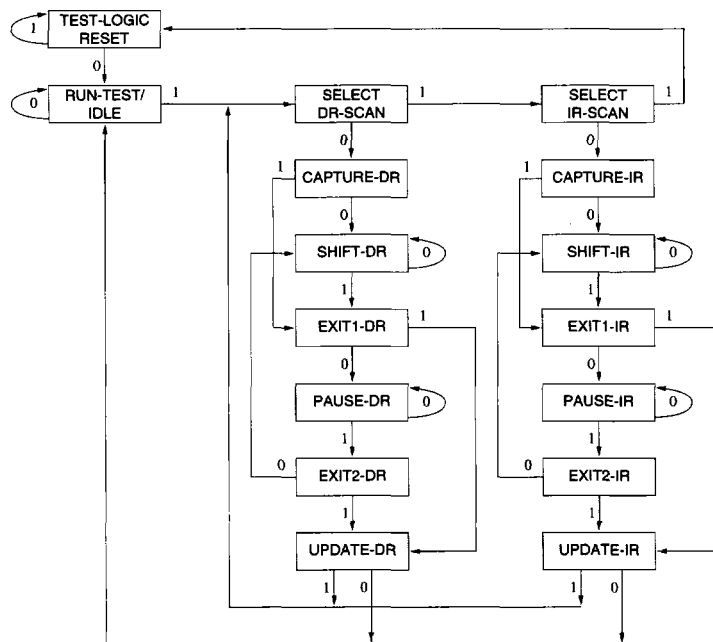 TEST-LOGIC
RESET
1
0
RUN-TEST/
IDLE
0
1
SELECT
DR-SCAN
1
SELECT
IR-SCAN
1
0
0
1
CAPTURE-DR
1
CAPTURE-IR
0
0
SHIFT-DR
0
SHIFT-IR
0
1
1
EXIT1-DR
1
EXIT1-IR
1
0
0
PAUSE-DR
0
PAUSE-IR
0
1
1
0
EXIT2-DR
0
EXIT2-IR
1
1
UPDATE-DR
UPDATE-IR
1
0
1
0